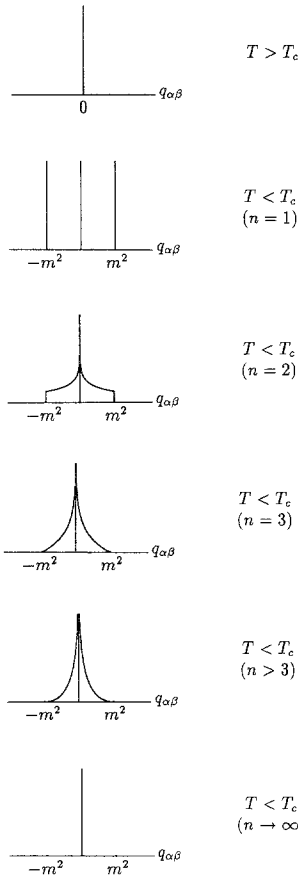 T > T_c
q_{αβ}
0
T < T_c
(n = 1)
q_{αβ}
−m² m²
T < T_c
(n = 2)
q_{αβ}
−m² m²
T < T_c
(n = 3)
q_{αβ}
−m² m²
T < T_c
(n > 3)
q_{αβ}
−m² m²
T < T_c
(n → ∞
q_{αβ}
m²